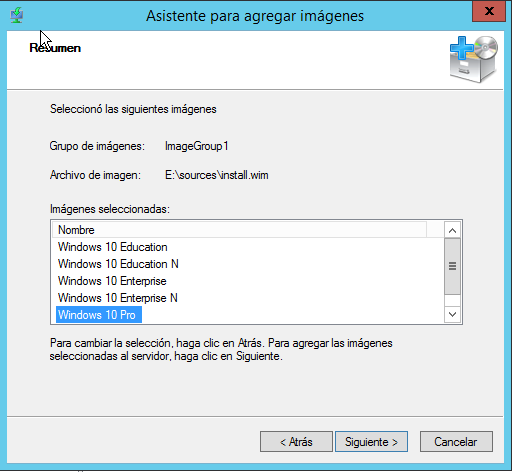 Asistente para agregar imágenes
x
Resumen
Seleccionó las siguientes imágenes
Grupo de imágenes: ImageGroup1
Archivo de imagen: E:\sources\install.wim
Imágenes seleccionadas:
Nombre
Windows 10 Education
Windows 10 Education N
Windows 10 Enterprise
Windows 10 Enterprise N
Windows 10 Pro
Para cambiar la selección, haga clic en Atrás. Para agregar las imágenes
seleccionadas al servidor, haga clic en Siguiente.
< Atrás Siguiente > Cancelar